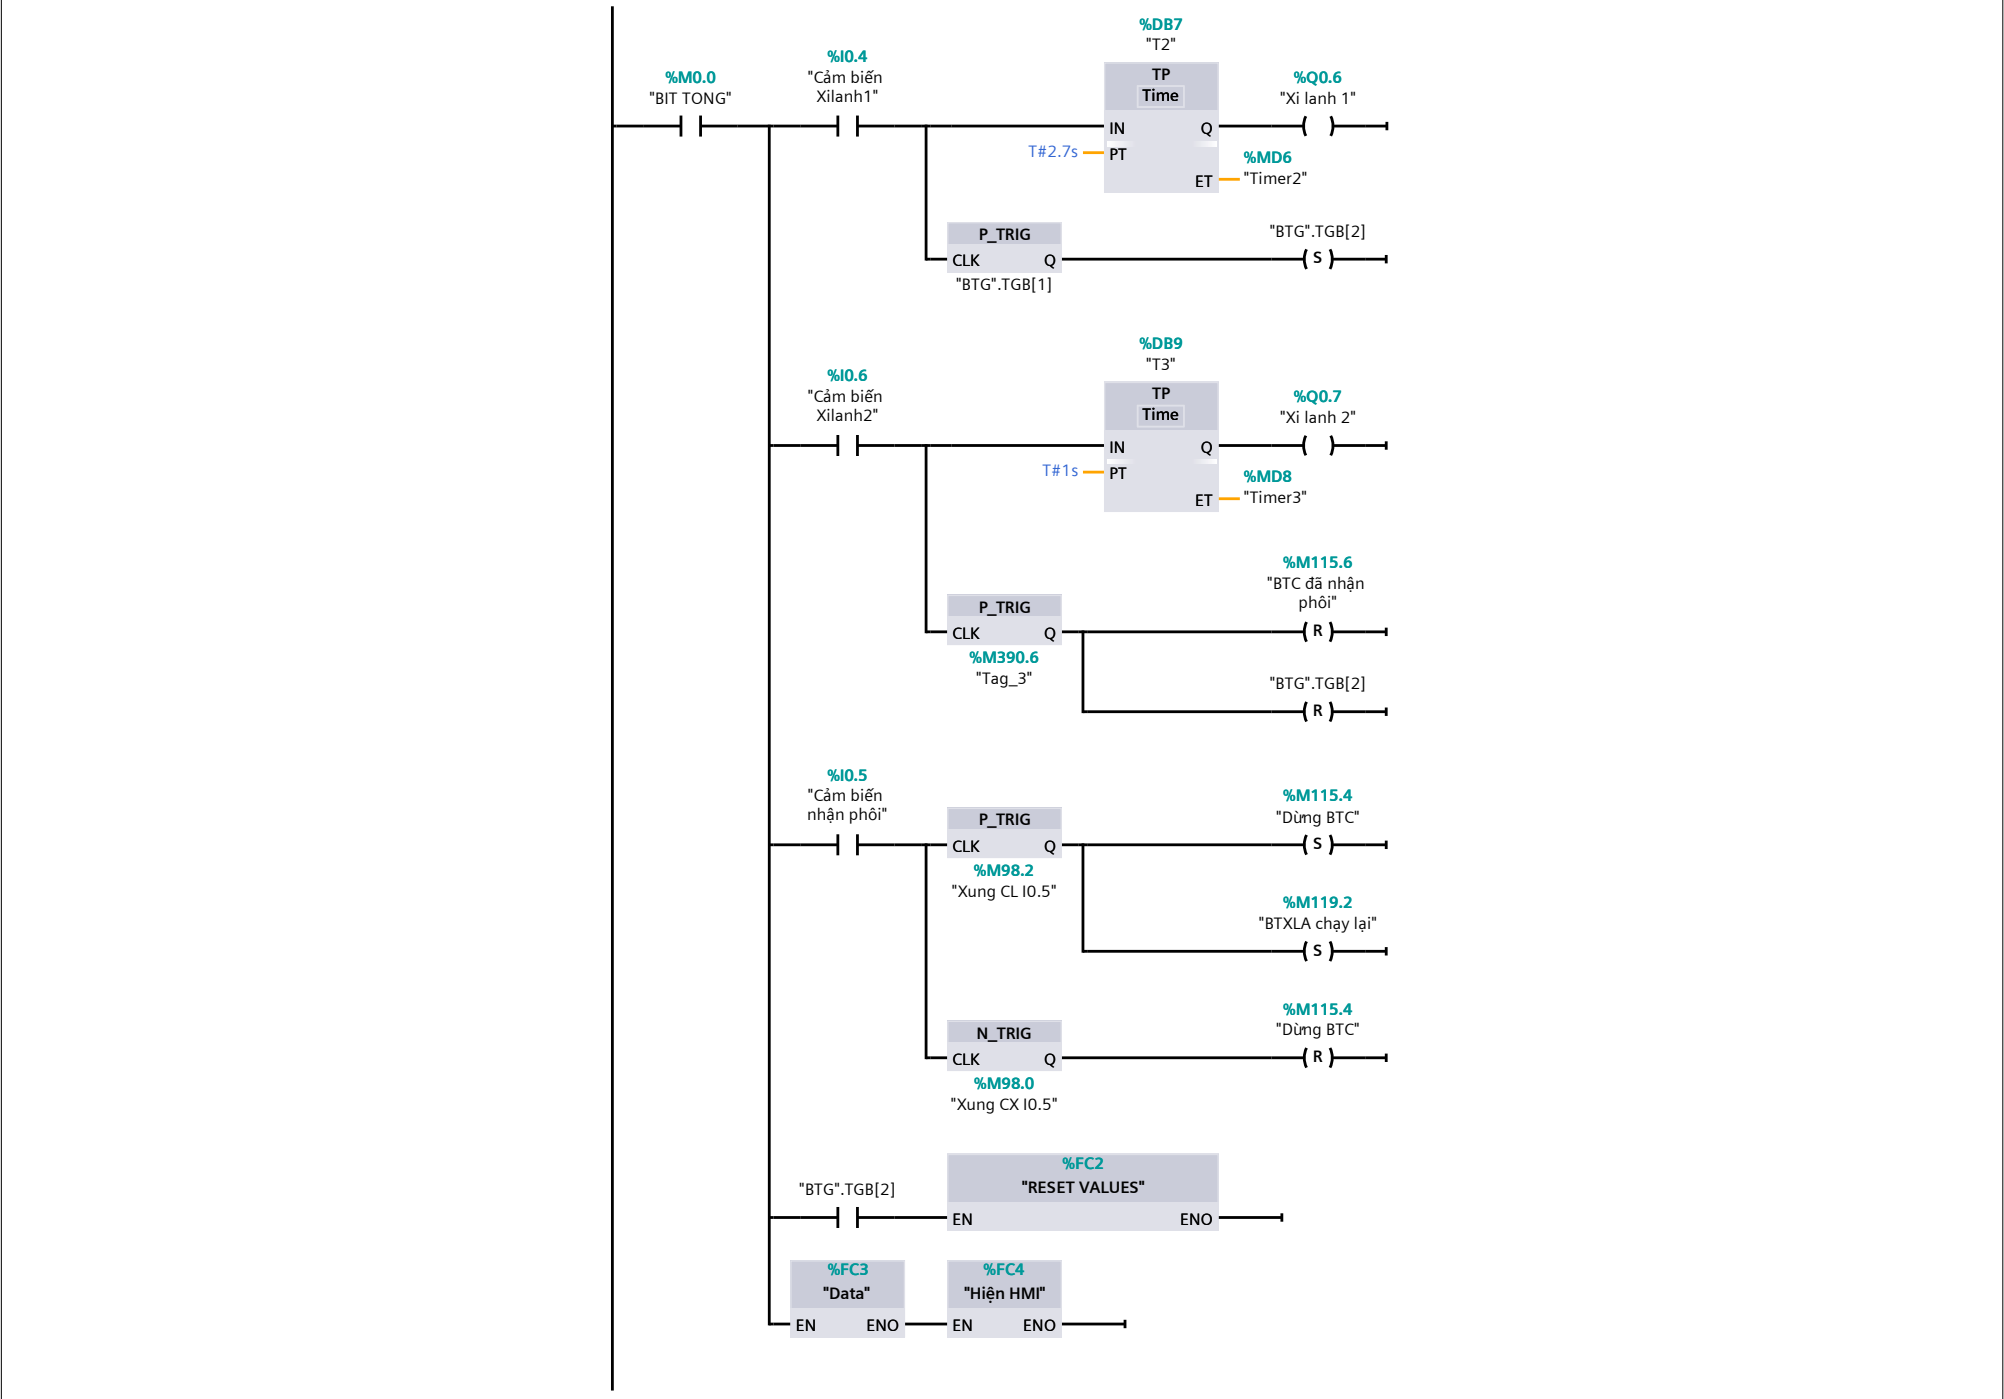 %DB7
"T2"
%I0.4
%M0.0
"Cảm biến
TP
%Q0.6
"BIT TONG"
Xilanh1"
Time
"Xi lanh 1"
IN
Q
T#2.7s
PT
%MD6
ET
"Timer2"
P_TRIG
"BTG".TGB[2]
CLK
Q
S
"BTG".TGB[1]
%DB9
"T3"
%I0.6
"Cảm biến
TP
%Q0.7
Xilanh2"
Time
"Xi lanh 2"
IN
Q
T#1s
PT
%MD8
ET
"Timer3"
%M115.6
"BTC đã nhận
phôi"
P_TRIG
CLK
Q
R
%M390.6
"Tag_3"
"BTG".TGB[2]
R
%I0.5
"Cảm biến
nhận phôi"
%M115.4
"Dừng BTC"
P_TRIG
CLK
Q
S
%M98.2
"Xung CL I0.5"
%M119.2
"BTXLA chạy lại"
S
%M115.4
"Dừng BTC"
N_TRIG
CLK
Q
R
%M98.0
"Xung CX I0.5"
%FC2
"BTG".TGB[2]
"RESET VALUES"
EN
ENO
%FC3
%FC4
"Data"
"Hiện HMI"
EN
ENO
EN
ENO